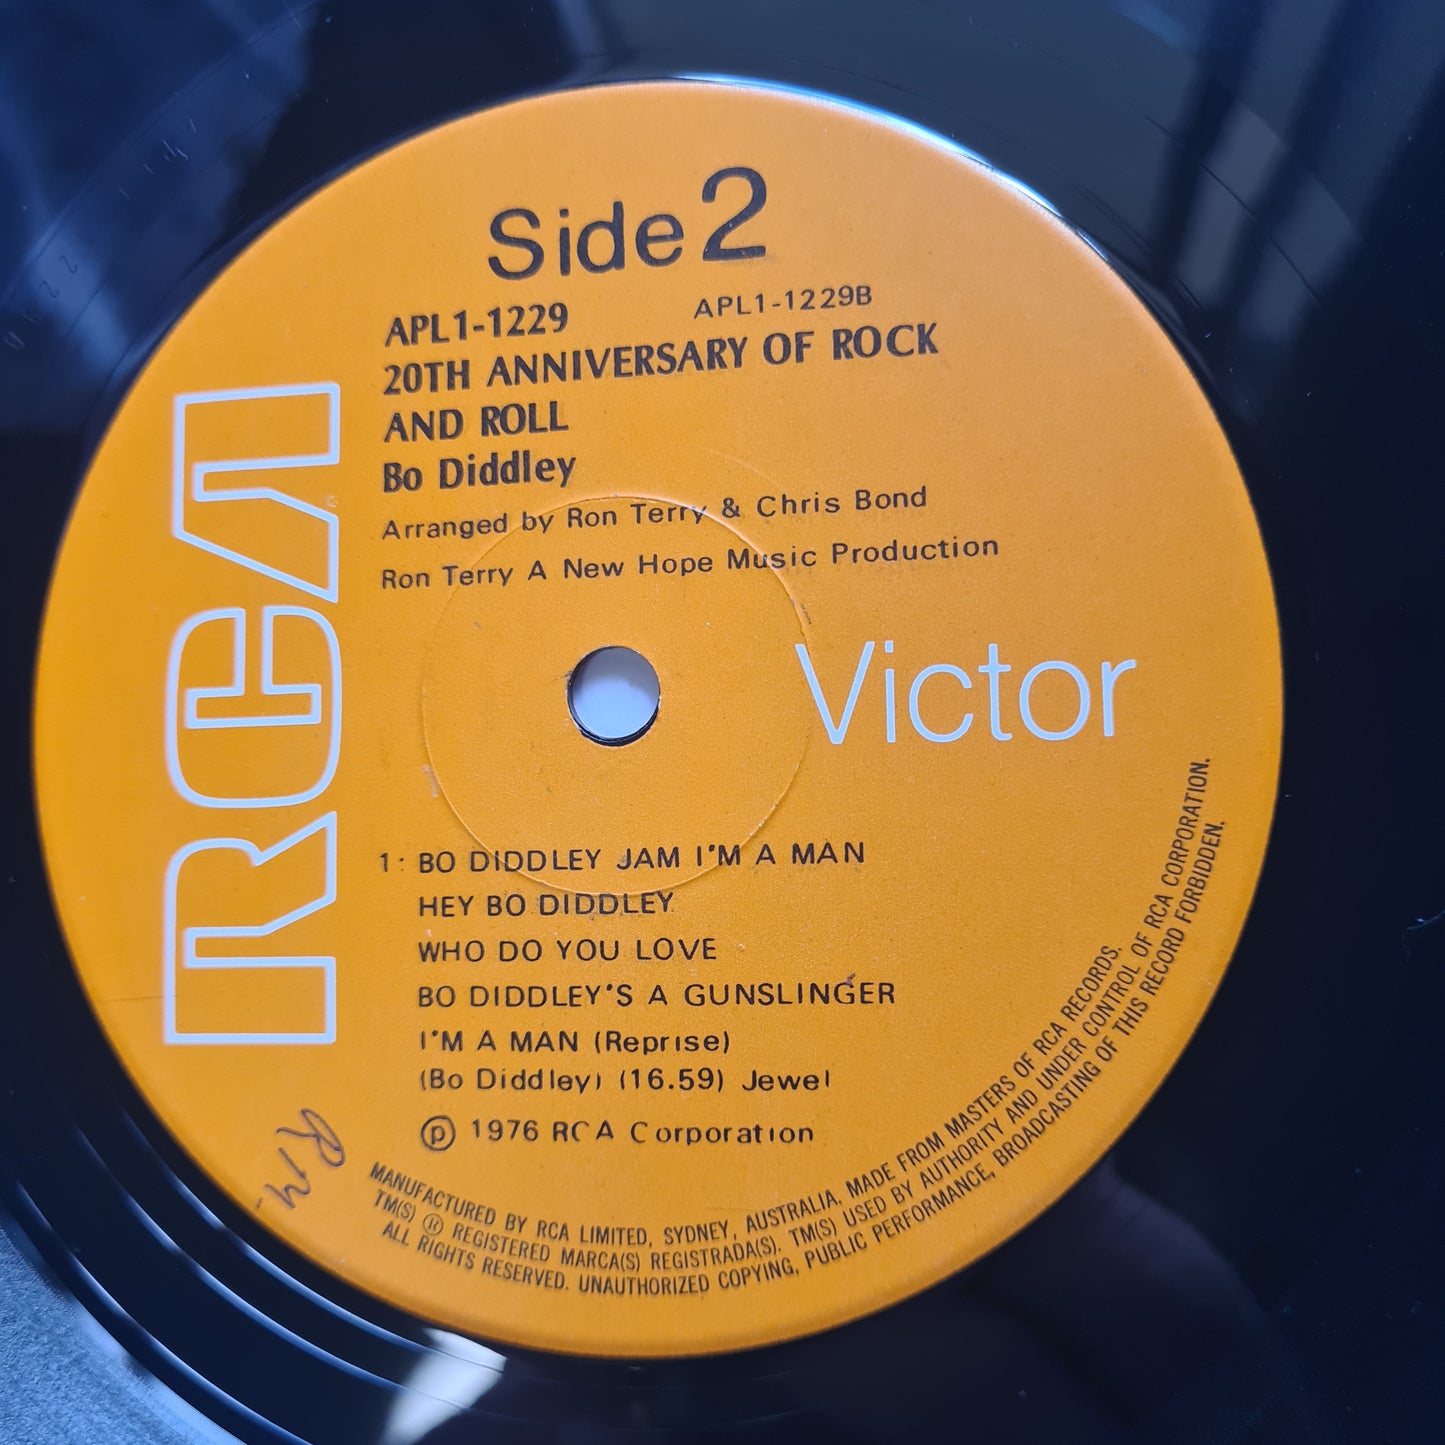 Side 2
APL1-1229 APL1-1229B
20TH ANNIVERSARY OF ROCK
AND ROLL
Bo Diddley
Arranged by Ron Terry & Chris Bond
Ron Terry A New Hope Music Production
RCA
Victor
1: BO DIDDLEY JAM I'M A MAN
HEY BO DIDDLEY
WHO DO YOU LOVE
BO DIDDLEY'S A GUNSLINGER
I'M A MAN (Reprise)
(Bo Diddley) (16.59) Jewel
℗ 1976 RCA Corporation
MANUFACTURED BY RCA LIMITED, SYDNEY, AUSTRALIA, MADE FROM MASTERS OF RCA RECORDS.
TM(S) ® REGISTERED MARCA(S) REGISTRADA(S). TM(S) USED BY AUTHORITY AND UNDER CONTROL OF RCA CORPORATION.
ALL RIGHTS RESERVED. UNAUTHORIZED COPYING, PUBLIC PERFORMANCE, BROADCASTING OF THIS RECORD FORBIDDEN.